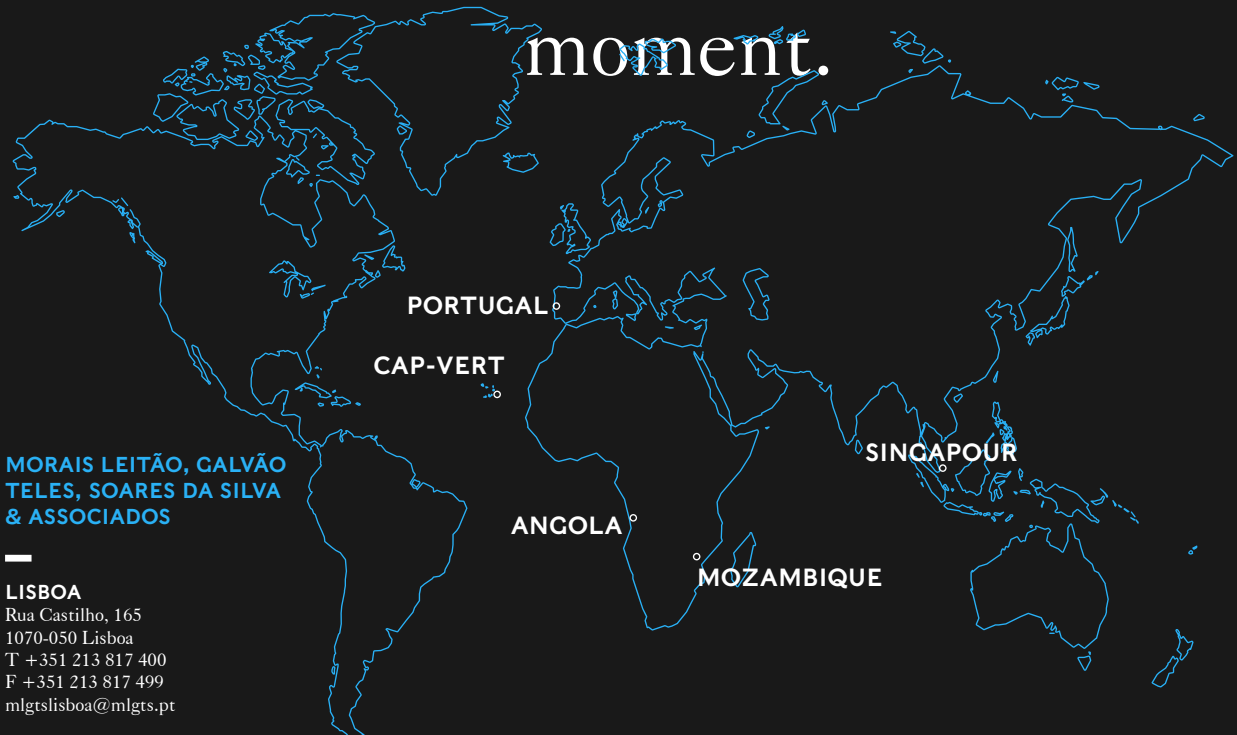 moment.
PORTUGAL
CAP-VERT
SINGAPOUR
ANGOLA
MOZAMBIQUE
MORAIS LEITÃO, GALVÃO
TELES, SOARES DA SILVA
& ASSOCIADOS
LISBOA
Rua Castilho, 165
1070-050 Lisboa
T +351 213 817 400
F +351 213 817 499
mlgtslisboa@mlgts.pt